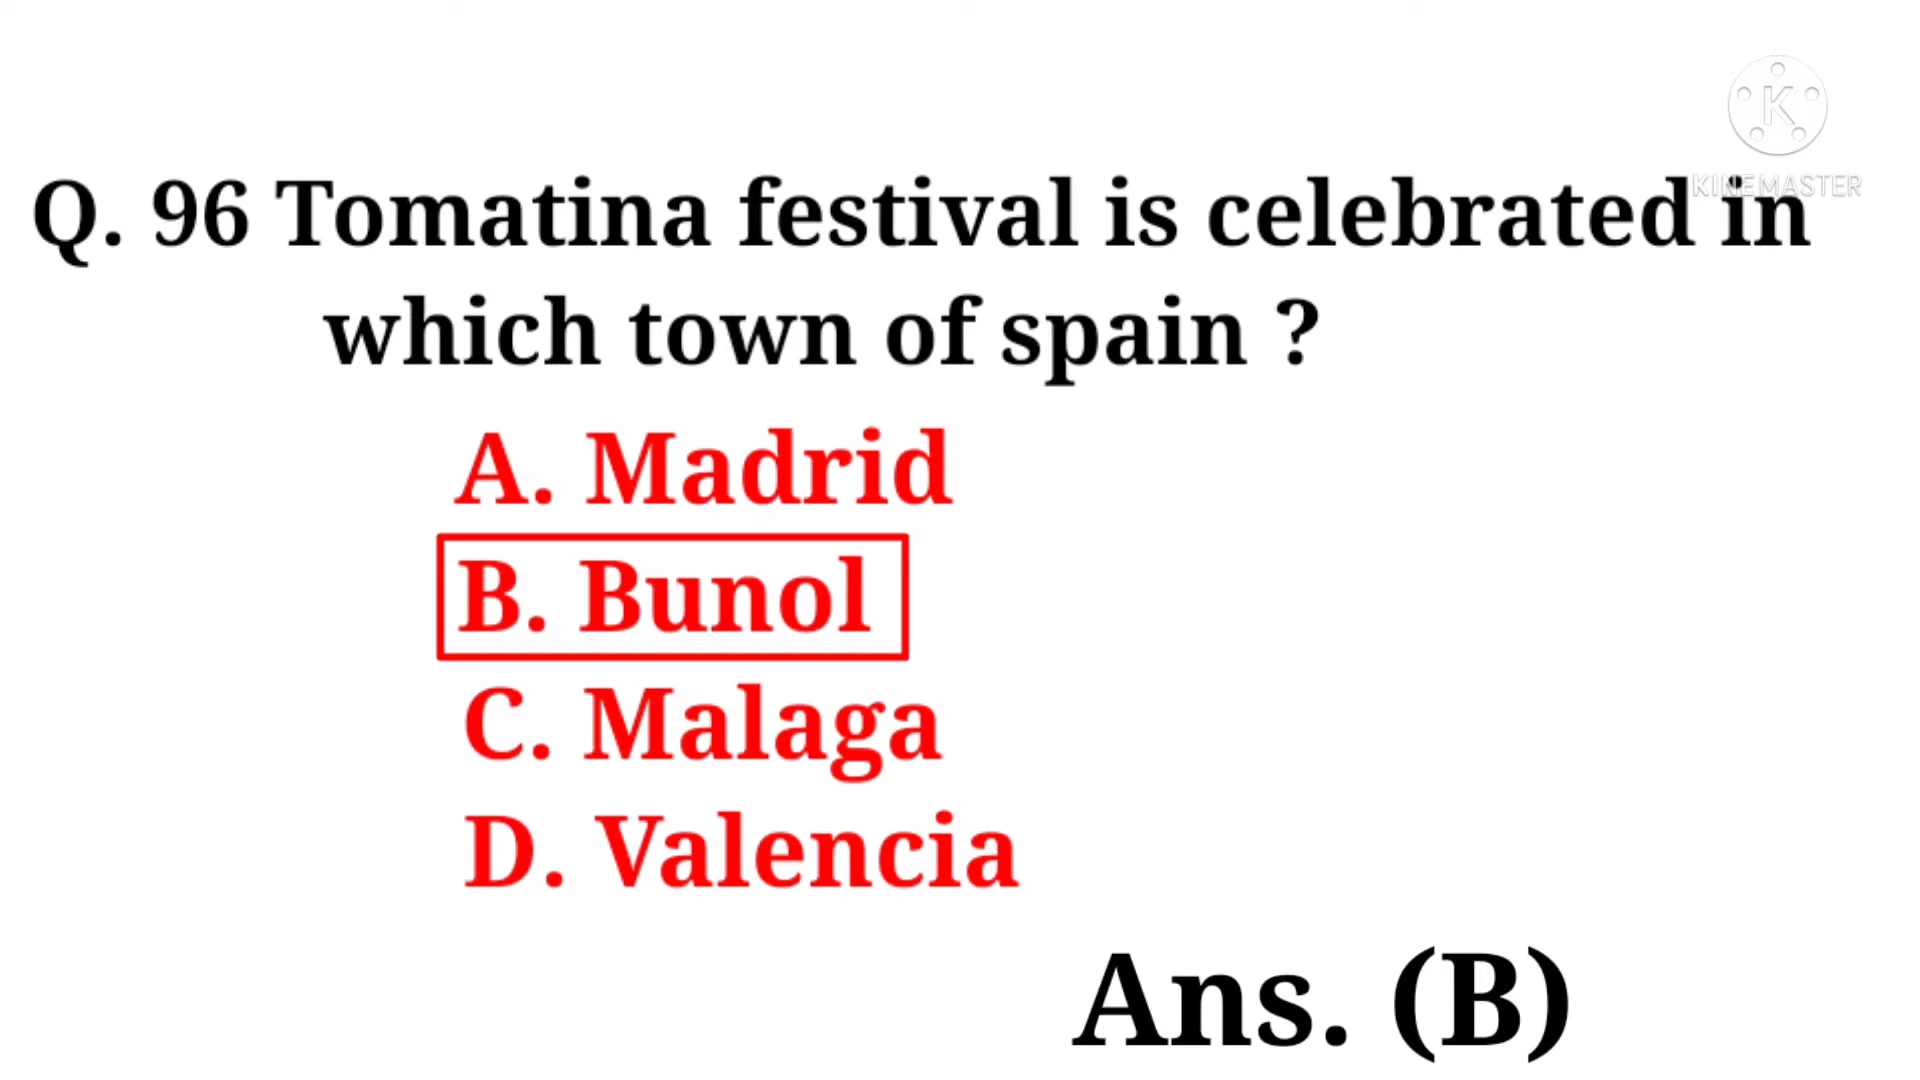 K
KINEMASTER
Q. 96 Tomatina festival is celebrated in
which town of spain ?
A. Madrid
B. Bunol
C. Malaga
D. Valencia
Ans. (B)